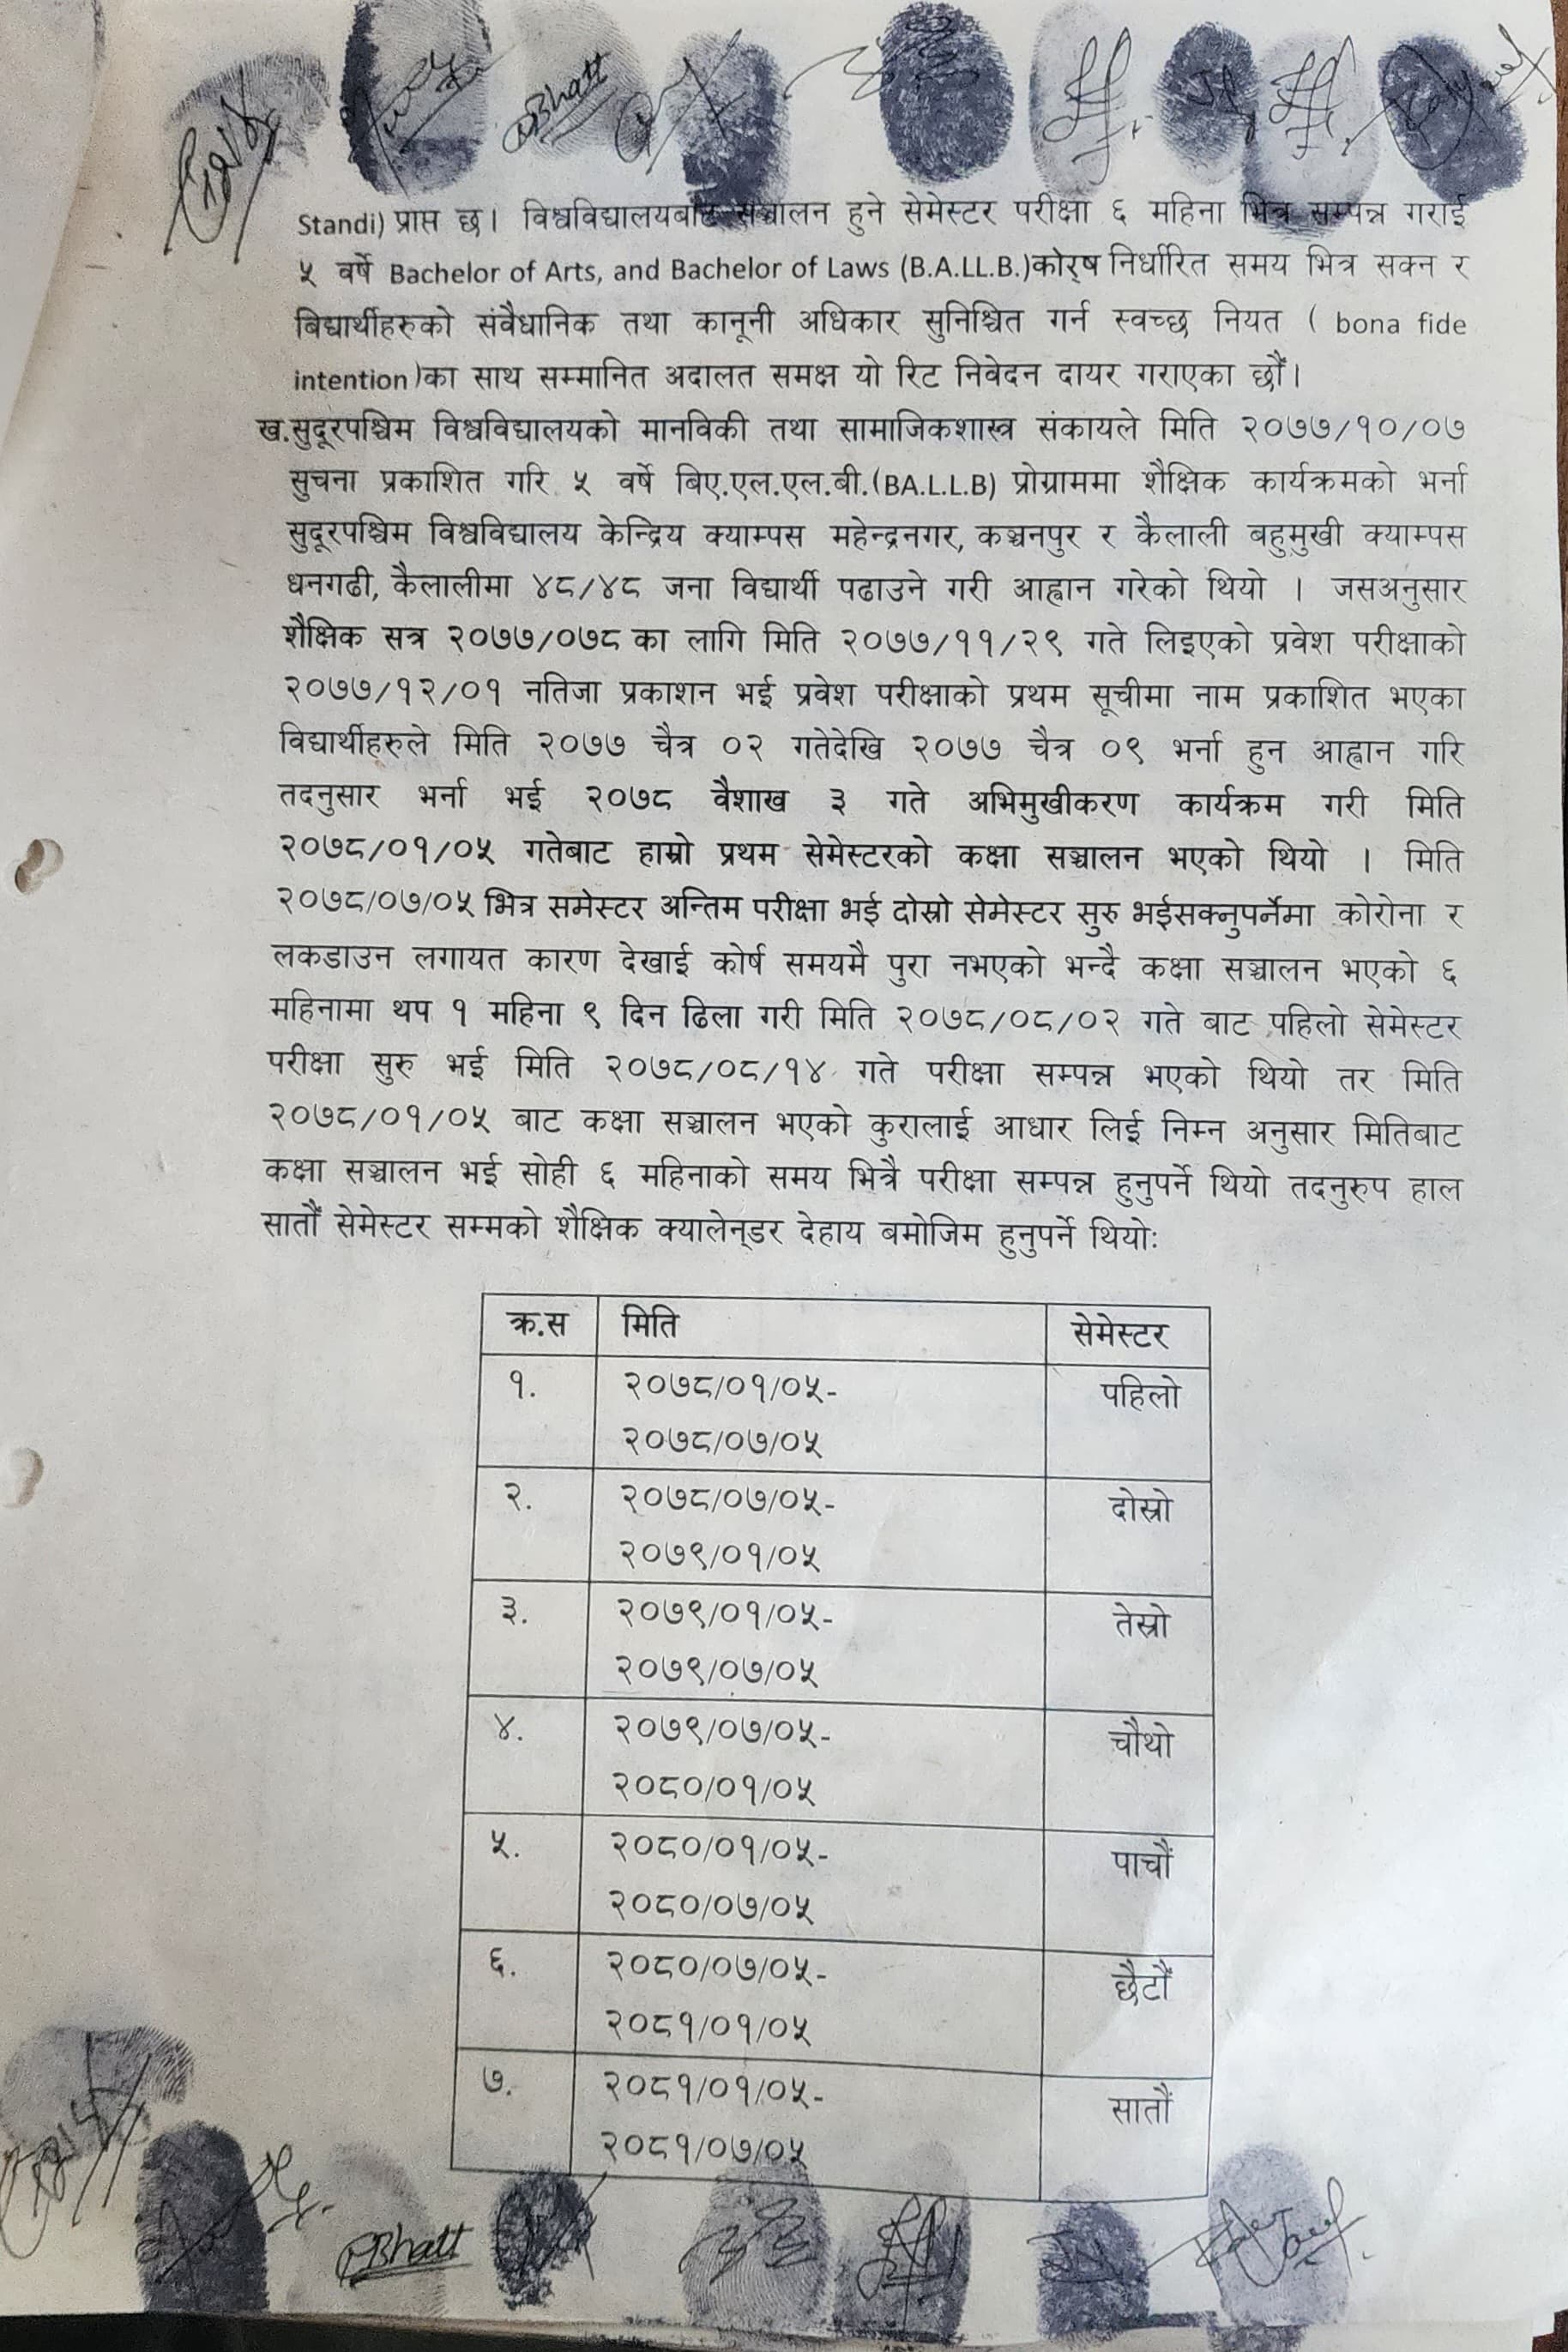 Bhatt
Standi) प्राप्त छ। विश्वविद्यालयबाट सञ्चालन हुने सेमेस्टर परीक्षा ६ महिना भित्र सम्पन्न गराई
५ वर्षे Bachelor of Arts, and Bachelor of Laws (B.A.LL.B.)कोर्ष निर्धारित समय भित्र सक्न र
बिद्यार्थीहरुको संवैधानिक तथा कानूनी अधिकार सुनिश्चित गर्न स्वच्छ नियत ( bona fide
intention)का साथ सम्मानित अदालत समक्ष यो रिट निवेदन दायर गराएका छौं।
ख.सुदूरपश्चिम विश्वविद्यालयको मानविकी तथा सामाजिकशास्त्र संकायले मिति २०७७/१०/०७
सुचना प्रकाशित गरि ५ वर्षे बिए.एल.एल.बी.(BA.L.L.B) प्रोग्राममा शैक्षिक कार्यक्रमको भर्ना
सुदूरपश्चिम विश्वविद्यालय केन्द्रिय क्याम्पस महेन्द्रनगर, कञ्चनपुर र कैलाली बहुमुखी क्याम्पस
धनगढी, कैलालीमा ४८/४८ जना विद्यार्थी पढाउने गरी आह्वान गरेको थियो । जसअनुसार
शैक्षिक सत्र २०७७/०७८ का लागि मिति २०७७/११/२९ गते लिइएको प्रवेश परीक्षाको
२०७७/१२/०१ नतिजा प्रकाशन भई प्रवेश परीक्षाको प्रथम सूचीमा नाम प्रकाशित भएका
विद्यार्थीहरुले मिति २०७७ चैत्र ०२ गतेदेखि २०७७ चैत्र ०९ भर्ना हुन आह्वान गरि
तदनुसार भर्ना भई २०७८ वैशाख ३ गते अभिमुखीकरण कार्यक्रम गरी मिति
२०७८/०१/०५ गतेबाट हाम्रो प्रथम सेमेस्टरको कक्षा सञ्चालन भएको थियो । मिति
२०७८/०७/०५ भित्र समेस्टर अन्तिम परीक्षा भई दोस्रो सेमेस्टर सुरु भईसक्नुपर्नेमा कोरोना र
लकडाउन लगायत कारण देखाई कोर्ष समयमै पुरा नभएको भन्दै कक्षा सञ्चालन भएको ६
महिनामा थप १ महिना ९ दिन ढिला गरी मिति २०७८/०८/०२ गते बाट पहिलो सेमेस्टर
परीक्षा सुरु भई मिति २०७८/०८/१४ गते परीक्षा सम्पन्न भएको थियो तर मिति
२०७८/०१/०५ बाट कक्षा सञ्चालन भएको कुरालाई आधार लिई निम्न अनुसार मितिबाट
कक्षा सञ्चालन भई सोही ६ महिनाको समय भित्रै परीक्षा सम्पन्न हुनुपर्ने थियो तदनुरुप हाल
सातौं सेमेस्टर सम्मको शैक्षिक क्यालेन्डर देहाय बमोजिम हुनुपर्ने थियोः
क्र.स मिति सेमेस्टर
१. २०७८/०१/०५- पहिलो
२०७८/०७/०५
२. २०७८/०७/०५- दोस्रो
२०७९/०१/०५
३. २०७९/०१/०५- तेस्रो
२०७९/०७/०५
४. २०७९/०७/०५- चौथो
२०८०/०१/०५
५. २०८०/०१/०५- पाचौं
२०८०/०७/०५
६. २०८०/०७/०५- छैटौं
२०८१/०१/०५
७. २०८१/०१/०५- सातौं
२०८१/०७/०५
Bhatt